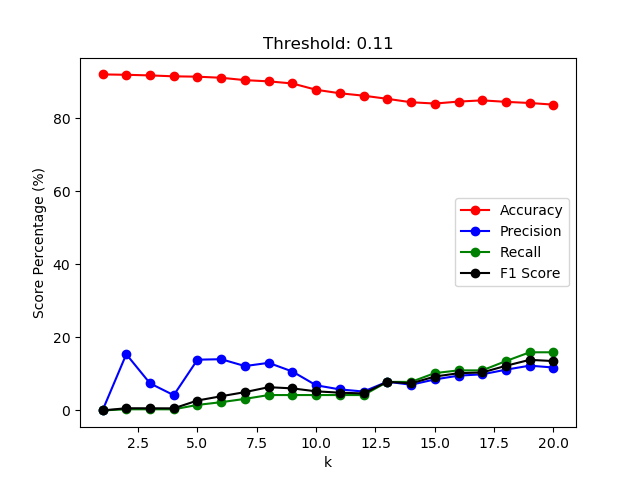 Threshold: 0.11
Score Percentage (%)
80
60
40
20
0
Accuracy
Precision
Recall
F1 Score
2.5 5.0 7.5 10.0 12.5 15.0 17.5 20.0
k